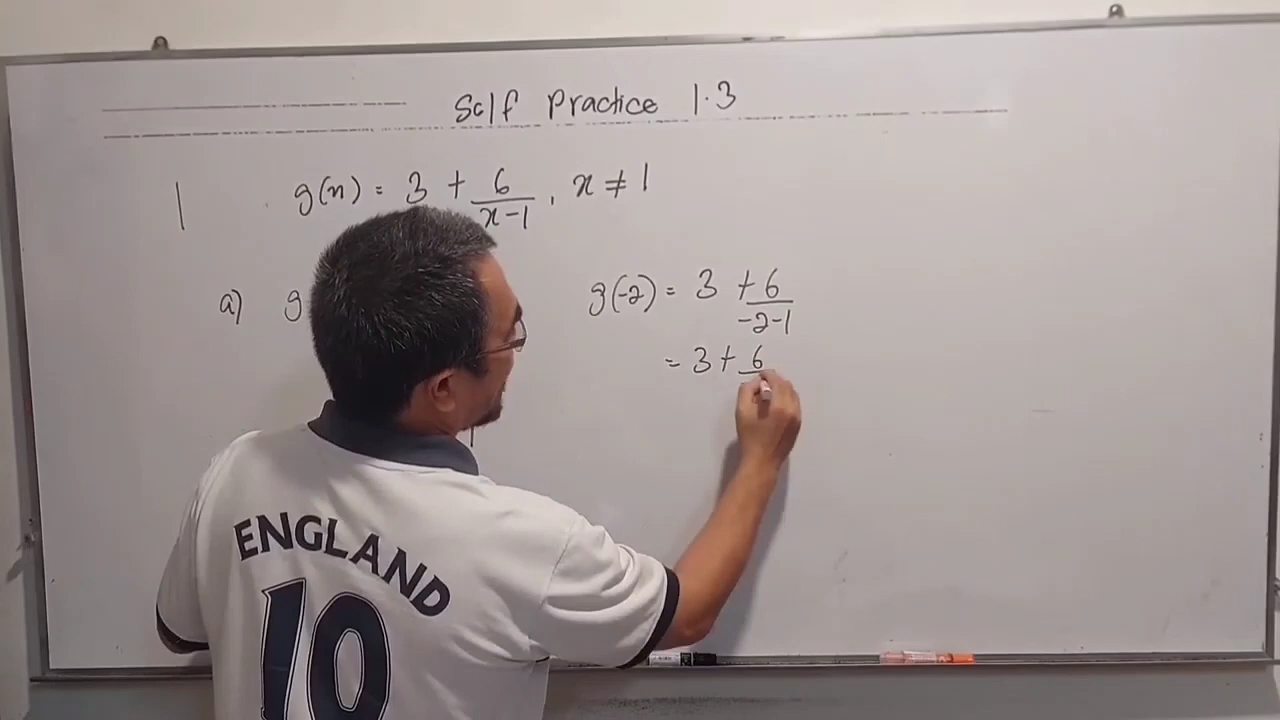 Self Practice 1.3
1 g(x) = 3 + 6/(x-1), x ≠ 1
a) g
g(-2) = 3 + 6/(-2-1)
= 3 + 6
ENGLAND
10